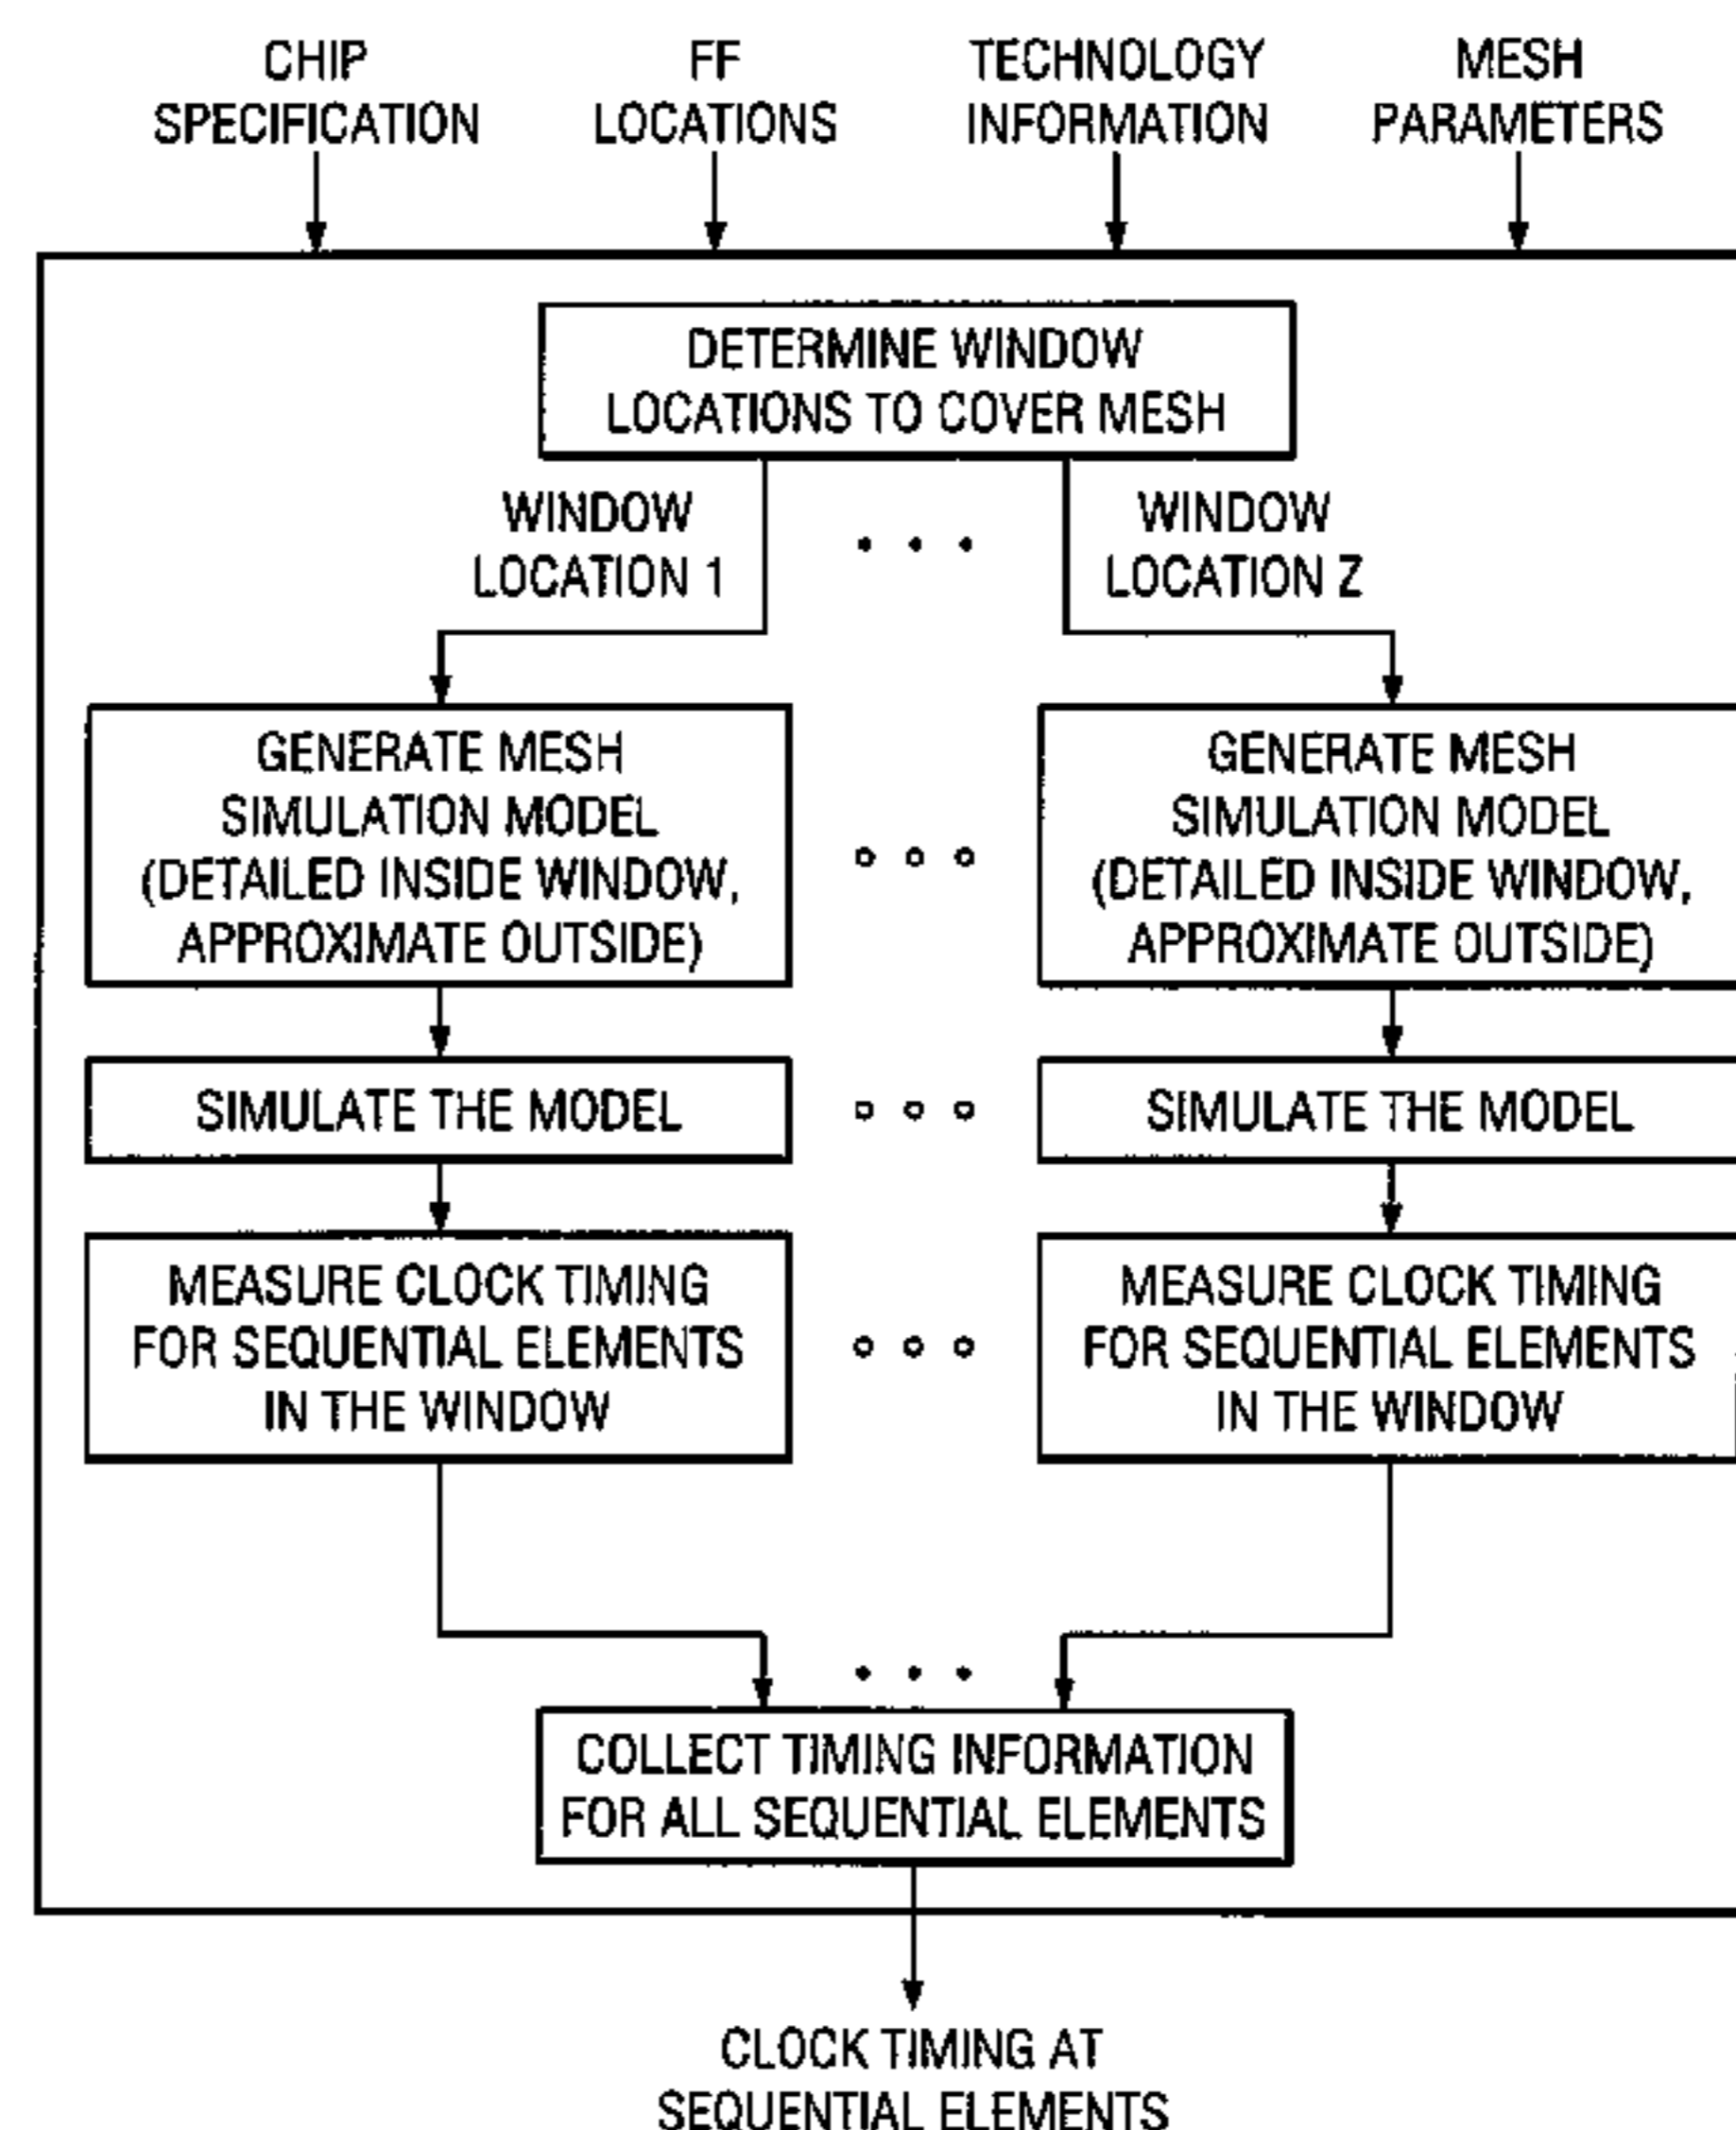 CHIP
SPECIFICATION
FF
LOCATIONS
TECHNOLOGY
INFORMATION
MESH
PARAMETERS
DETERMINE WINDOW
LOCATIONS TO COVER MESH
WINDOW
LOCATION 1
WINDOW
LOCATION Z
GENERATE MESH
SIMULATION MODEL
(DETAILED INSIDE WINDOW,
APPROXIMATE OUTSIDE)
GENERATE MESH
SIMULATION MODEL
(DETAILED INSIDE WINDOW,
APPROXIMATE OUTSIDE)
SIMULATE THE MODEL
SIMULATE THE MODEL
MEASURE CLOCK TIMING
FOR SEQUENTIAL ELEMENTS
IN THE WINDOW
MEASURE CLOCK TIMING
FOR SEQUENTIAL ELEMENTS
IN THE WINDOW
COLLECT TIMING INFORMATION
FOR ALL SEQUENTIAL ELEMENTS
CLOCK TIMING AT
SEQUENTIAL ELEMENTS